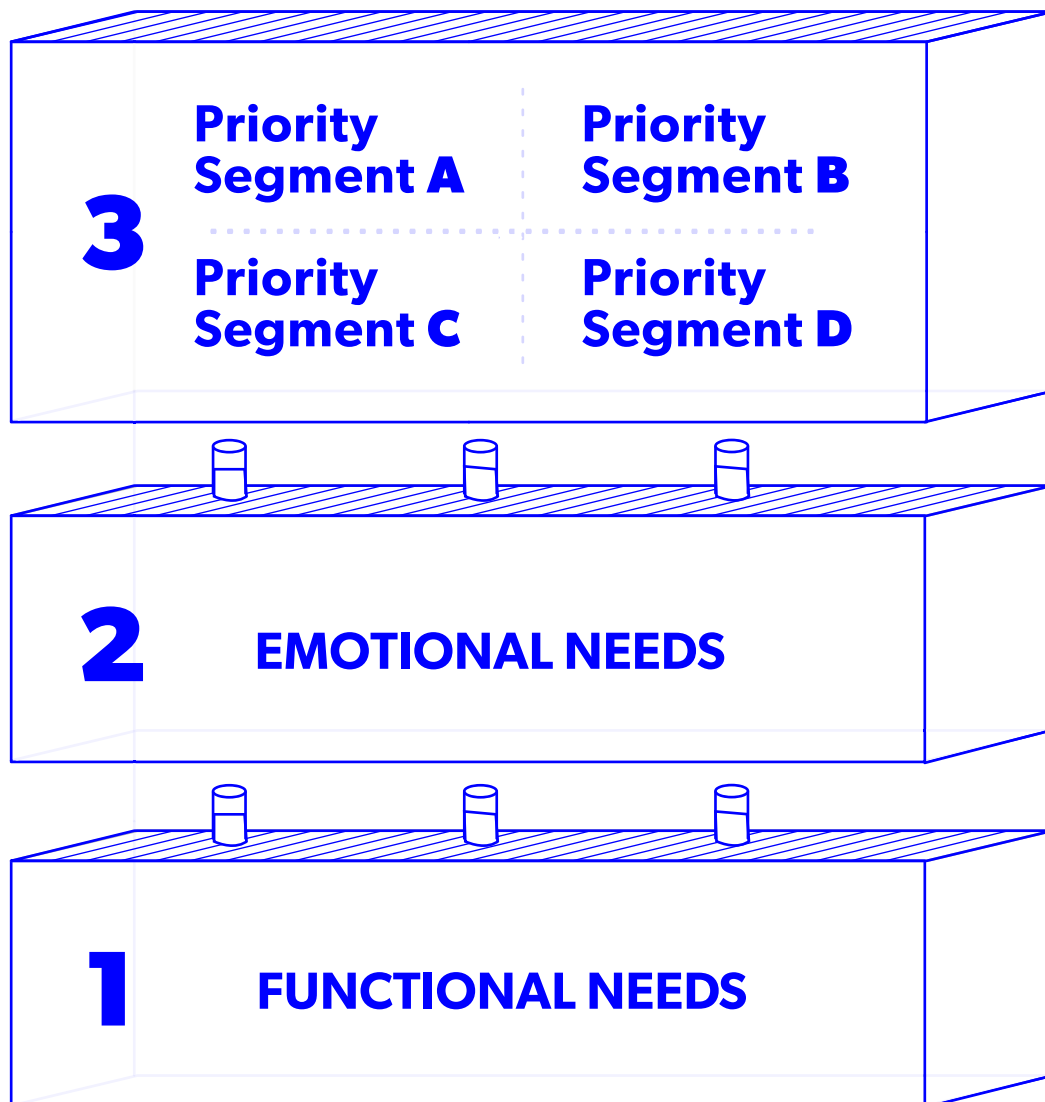 Priority
Segment A
Priority
Segment B
3
Priority
Segment C
Priority
Segment D
2
EMOTIONAL NEEDS
1
FUNCTIONAL NEEDS